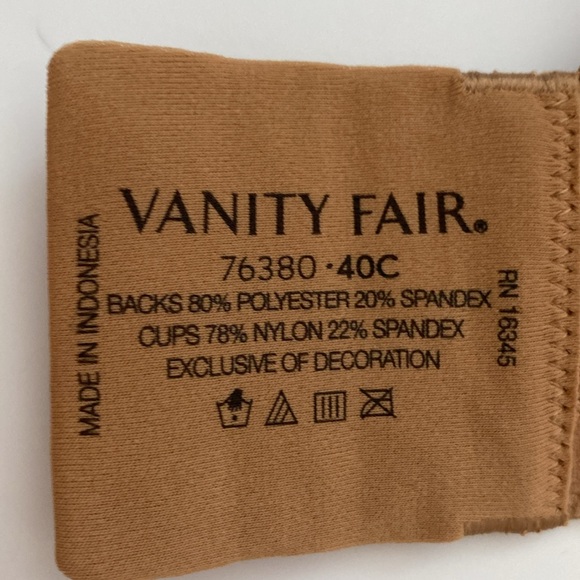 VANITY FAIR®
76380 · 40C
BACKS 80% POLYESTER 20% SPANDEX
CUPS 78% NYLON 22% SPANDEX
EXCLUSIVE OF DECORATION
MADE IN INDONESIA
RN 16345